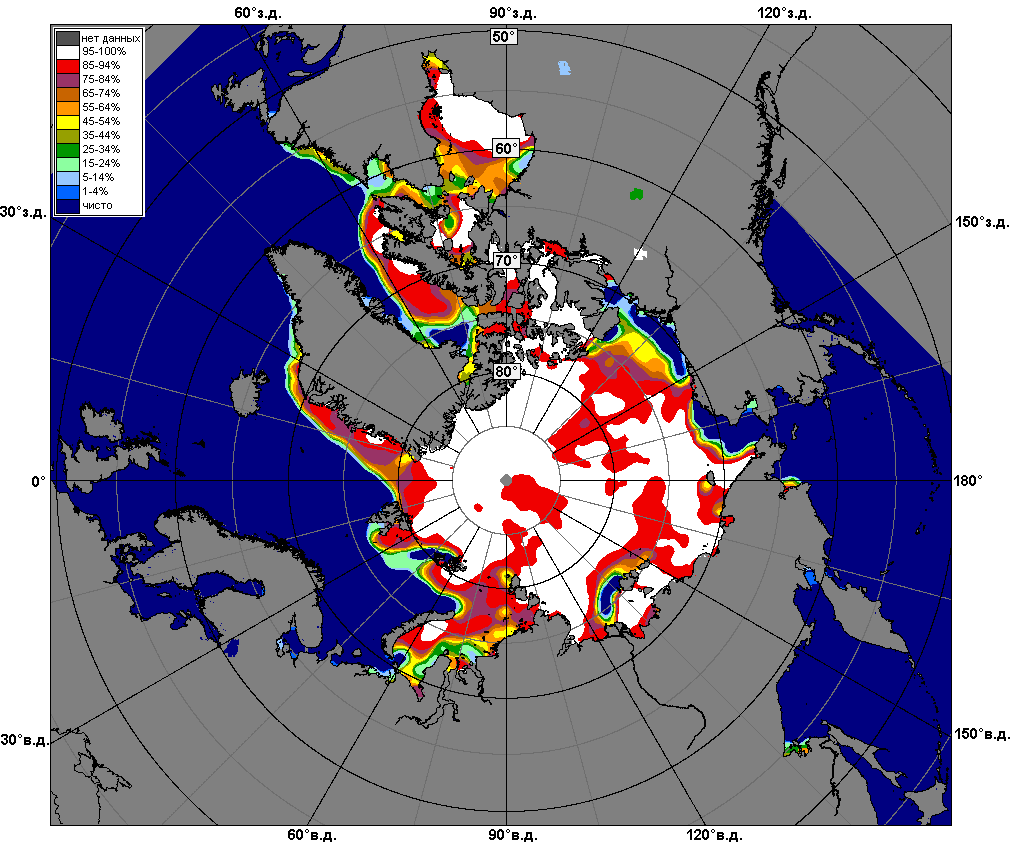 60°з.д.
90°з.д.
120°з.д.
50°
нет данных
95-100%
85-94%
75-84%
65-74%
55-64%
45-54%
35-44%
25-34%
15-24%
5-14%
1-4%
чисто
60°
30°з.д.
150°з.д.
70°
80°
0°
180°
30°в.д.
150°в.д.
60°в.д.
90°в.д.
120°в.д.